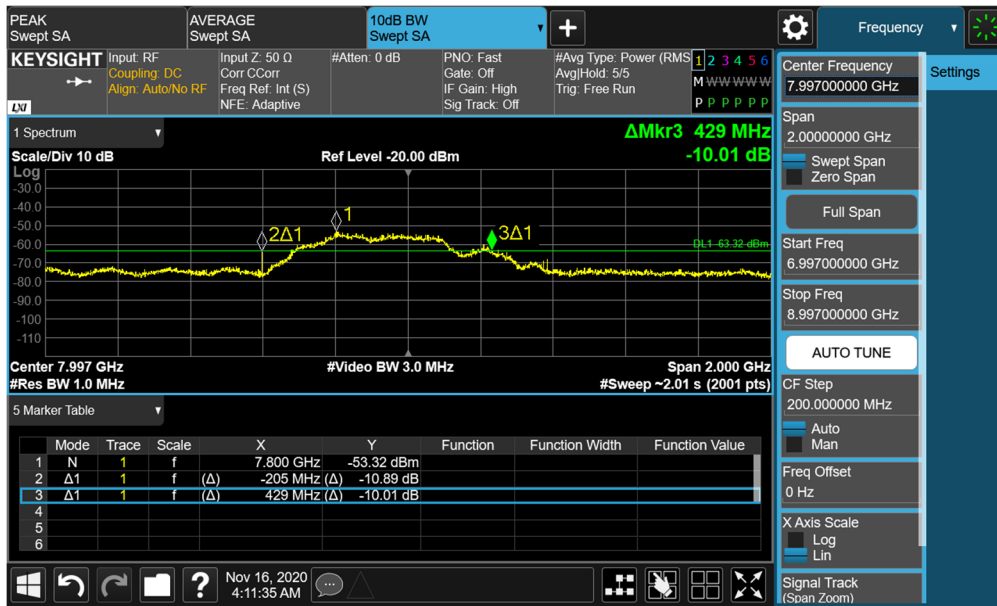 PEAK
Swept SA
AVERAGE
Swept SA
10dB BW
Swept SA
Frequency
KEYSIGHT
LXI
Input: RF
Coupling: DC
Align: Auto/No RF
Input Z: 50 Ω
Corr CCorr
Freq Ref: Int (S)
NFE: Adaptive
#Atten: 0 dB
PNO: Fast
Gate: Off
IF Gain: High
Sig Track: Off
#Avg Type: Power (RMS
Avg|Hold: 5/5
Trig: Free Run
1 2 3 4 5 6
M W W W W W
P P P P P P
1 Spectrum
ΔMkr3 429 MHz
-10.01 dB
Scale/Div 10 dB
Ref Level -20.00 dBm
Log
-30.0
-40.0
-50.0
-60.0
-70.0
-80.0
-90.0
-100
-110
1
2Δ1
3Δ1
DL1 -63.32 dBm
Center 7.997 GHz
#Video BW 3.0 MHz
Span 2.000 GHz
#Res BW 1.0 MHz
#Sweep ~2.01 s (2001 pts)
5 Marker Table
Mode Trace Scale X Y Function Function Width Function Value
1 N 1 f 7.800 GHz -53.32 dBm
2 Δ1 1 f (Δ) -205 MHz (Δ) -10.89 dB
3 Δ1 1 f (Δ) 429 MHz (Δ) -10.01 dB
4
5
6
Nov 16, 2020
4:11:35 AM
Center Frequency
7.997000000 GHz
Settings
Span
2.00000000 GHz
Swept Span
Zero Span
Full Span
Start Freq
6.997000000 GHz
Stop Freq
8.997000000 GHz
AUTO TUNE
CF Step
200.000000 MHz
Auto
Man
Freq Offset
0 Hz
X Axis Scale
Log
Lin
Signal Track
(Span Zoom)